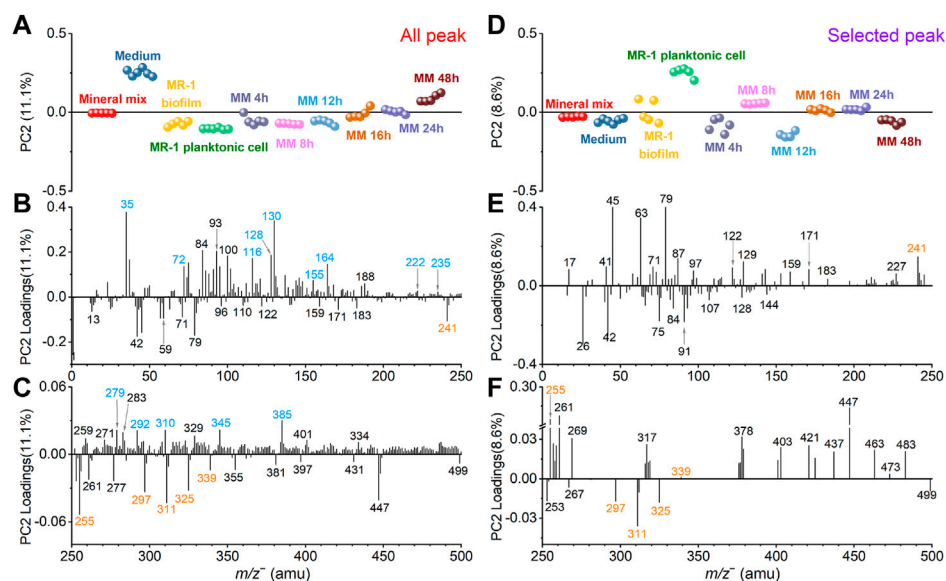 A
All peak
PC2 (11.1%)
0.5
0.0
-0.5
Medium
Mineral mix
MR-1
biofilm
MR-1 planktonic cell
MM 4h
MM 8h
MM 12h
MM 16h
MM 24h
MM 48h
B
PC2 Loadings(11.1%)
0.4
0.2
0.0
-0.2
35
93
130
128
84
100
116
72
164
155
188
222
235
13
42
59
71
79
96
110
122
159
171
183
241
0 50 100 150 200 250
C
PC2 Loadings(11.1%)
0.06
0.00
-0.06
279
283
259
271
292
310
329
345
385
401
334
261
277
255
297
311
325
339
355
381
397
431
447
499
250 300 350 400 450 500
m/z⁻ (amu)
D
Selected peak
PC2 (8.6%)
0.5
0.0
-0.5
MR-1 planktonic cell
Mineral mix
Medium
MR-1
biofilm
MM 4h
MM 8h
MM 12h
MM 16h
MM 24h
MM 48h
E
PC2 Loadings(8.6%)
0.4
0.0
-0.4
45
79
63
17
41
71
87
97
122
129
159
171
183
227
241
26
42
75
84
91
107
128
144
0 50 100 150 200 250
F
PC2 Loadings(8.6%)
0.30
0.15
0.03
0.00
-0.03
255
261
269
317
378
403
421
437
447
463
473
483
499
253
267
297
311
325
339
250 300 350 400 450 500
m/z⁻ (amu)